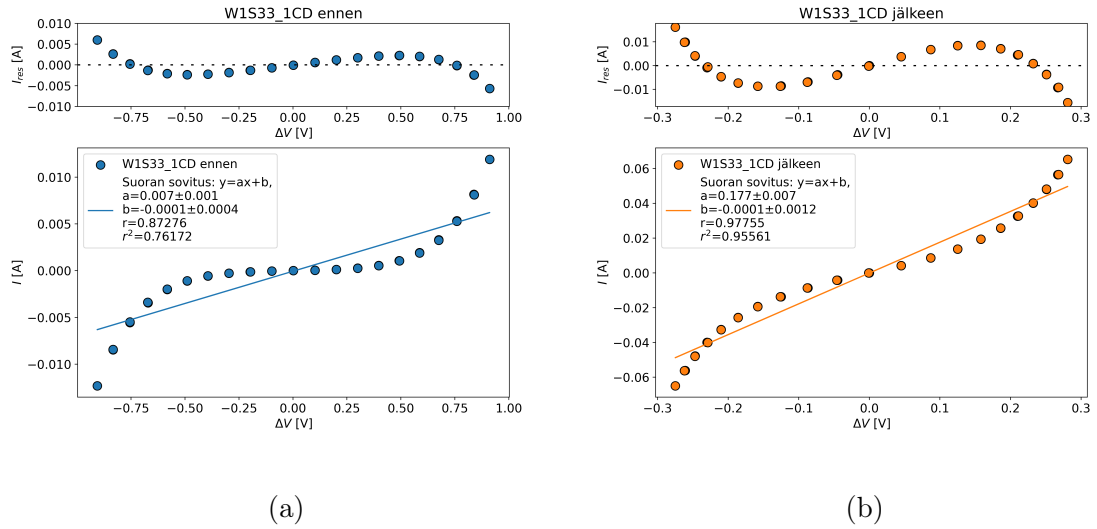 W1S33_1CD ennen
0.010
0.005
0.000
−0.005
−0.010
I_res [A]
−0.75 −0.50 −0.25 0.00 0.25 0.50 0.75 1.00
ΔV [V]
W1S33_1CD ennen
Suoran sovitus: y=ax+b,
a=0.007±0.001
b=-0.0001±0.0004
r=0.87276
r²=0.76172
0.010
0.005
0.000
−0.005
−0.010
I [A]
−0.75 −0.50 −0.25 0.00 0.25 0.50 0.75 1.00
ΔV [V]
(a)
W1S33_1CD jälkeen
0.01
0.00
−0.01
I_res [A]
−0.3 −0.2 −0.1 0.0 0.1 0.2 0.3
ΔV [V]
W1S33_1CD jälkeen
Suoran sovitus: y=ax+b,
a=0.177±0.007
b=-0.0001±0.0012
r=0.97755
r²=0.95561
0.06
0.04
0.02
0.00
−0.02
−0.04
−0.06
I [A]
−0.3 −0.2 −0.1 0.0 0.1 0.2 0.3
ΔV [V]
(b)